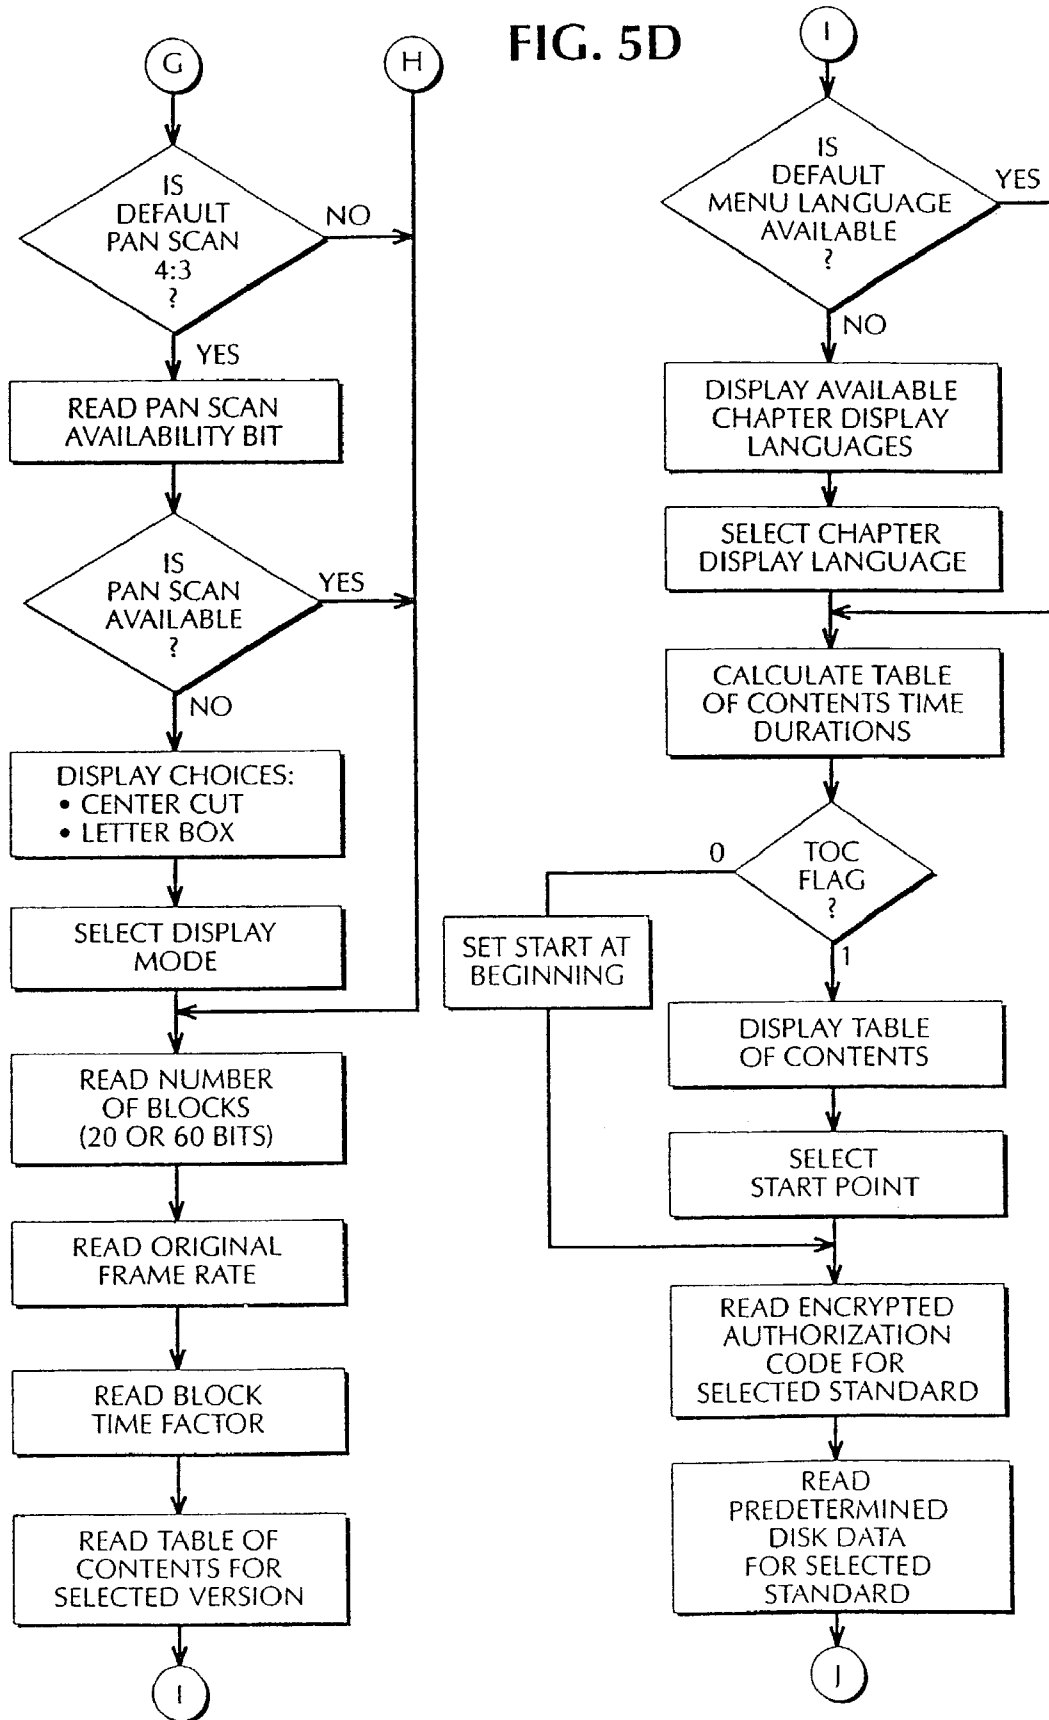 FIG. 5D
G
H
IS
DEFAULT
PAN SCAN
4:3
?
NO
YES
READ PAN SCAN
AVAILABILITY BIT
IS
PAN SCAN
AVAILABLE
?
YES
NO
DISPLAY CHOICES:
• CENTER CUT
• LETTER BOX
SELECT DISPLAY
MODE
READ NUMBER
OF BLOCKS
(20 OR 60 BITS)
READ ORIGINAL
FRAME RATE
READ BLOCK
TIME FACTOR
READ TABLE OF
CONTENTS FOR
SELECTED VERSION
I
I
IS
DEFAULT
MENU LANGUAGE
AVAILABLE
?
YES
NO
DISPLAY AVAILABLE
CHAPTER DISPLAY
LANGUAGES
SELECT CHAPTER
DISPLAY LANGUAGE
CALCULATE TABLE
OF CONTENTS TIME
DURATIONS
TOC
FLAG
?
0
1
SET START AT
BEGINNING
DISPLAY TABLE
OF CONTENTS
SELECT
START POINT
READ ENCRYPTED
AUTHORIZATION
CODE FOR
SELECTED STANDARD
READ
PREDETERMINED
DISK DATA
FOR SELECTED
STANDARD
J